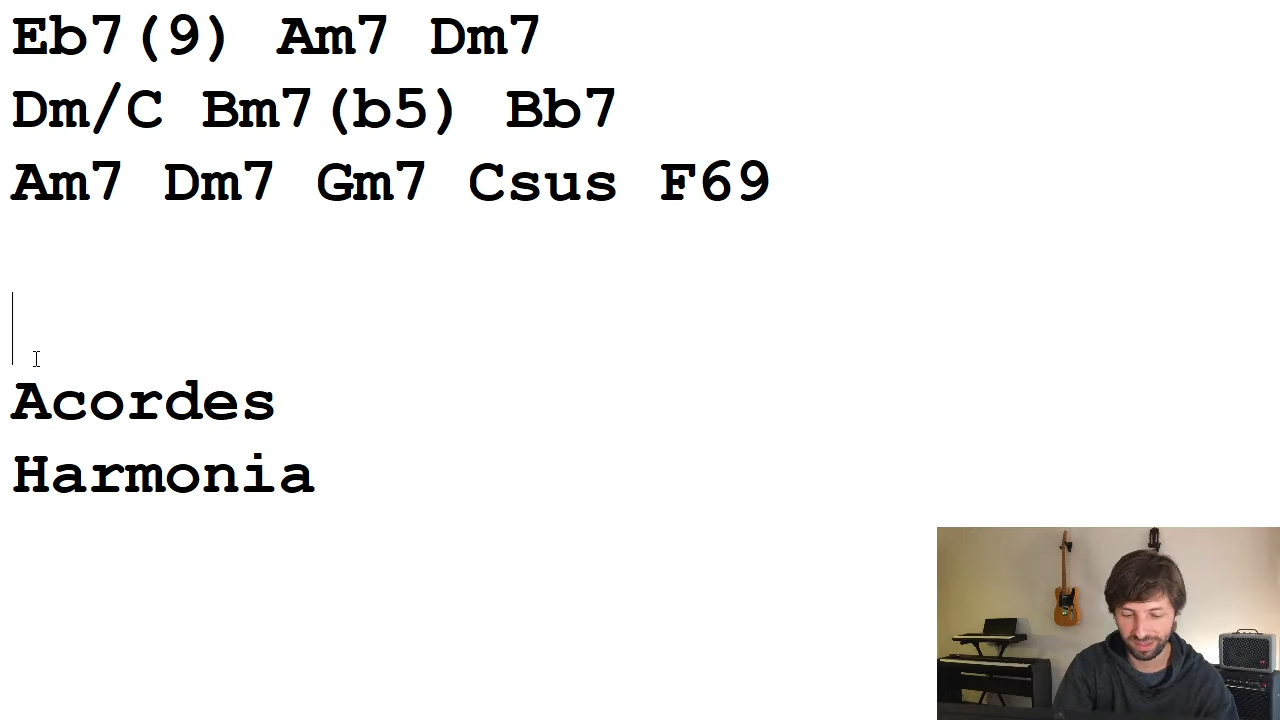 Eb7(9) Am7 Dm7
Dm/C Bm7(b5) Bb7
Am7 Dm7 Gm7 Csus F69
Acordes
Harmonia